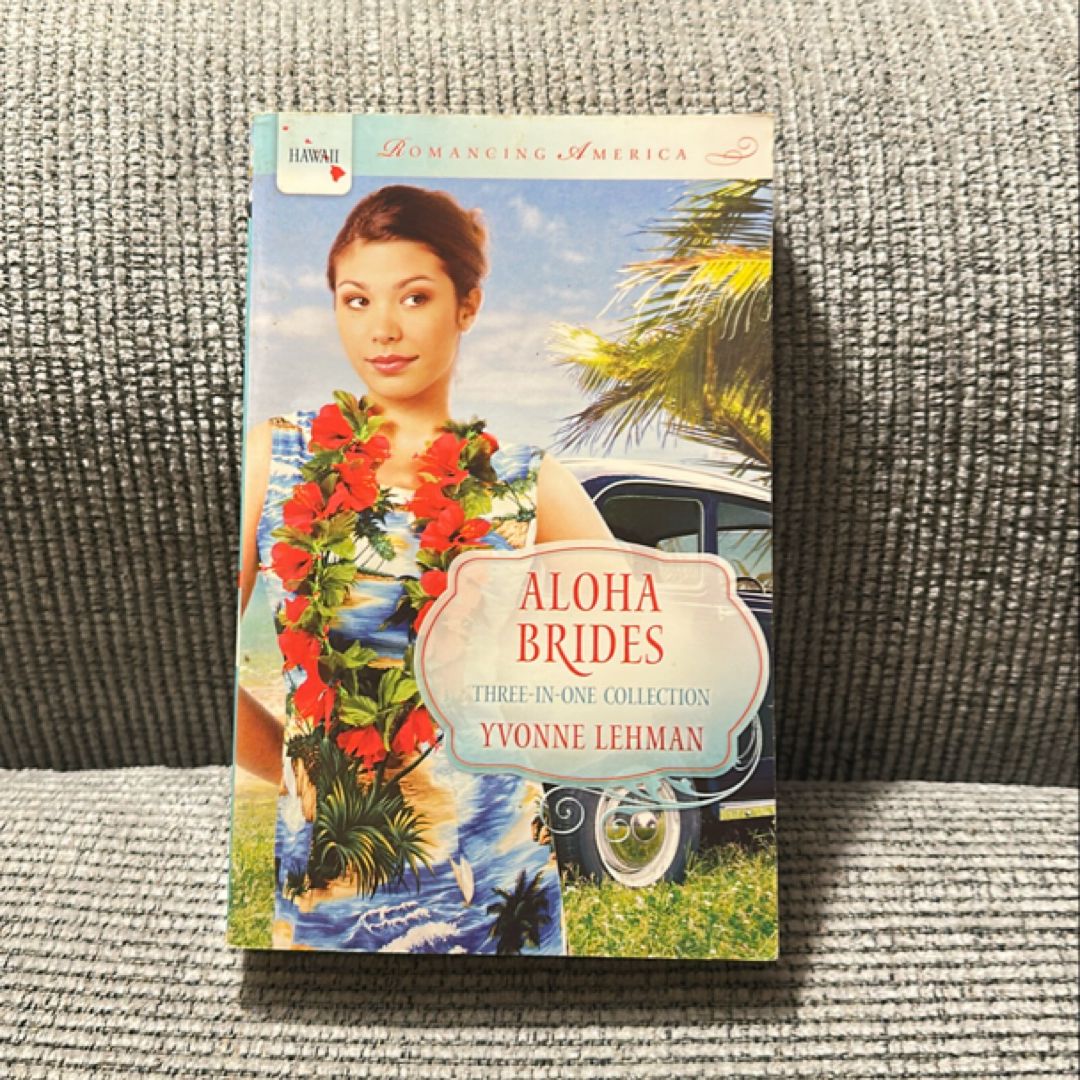 HAWAII
ROMANCING AMERICA
ALOHA
BRIDES
THREE-IN-ONE COLLECTION
YVONNE LEHMAN